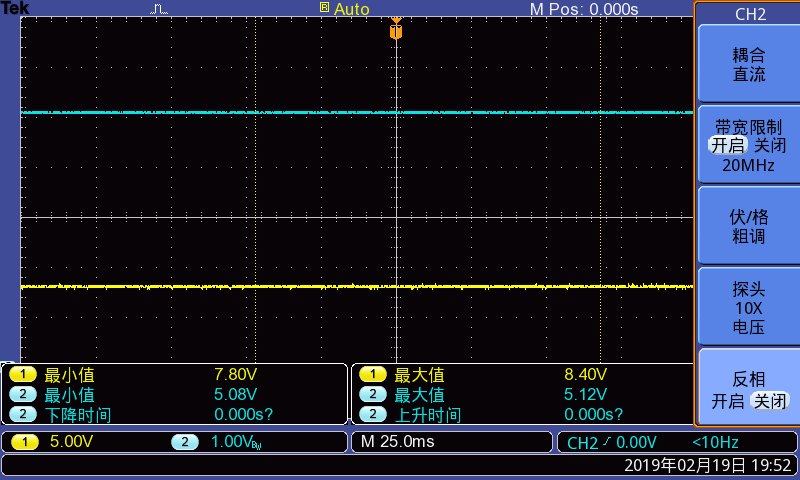 Tek Auto M Pos: 0.000s
CH2
耦合
直流
带宽限制
开启 关闭
20MHz
伏/格
粗调
探头
10X
电压
反相
开启 关闭
1 最小值 7.80V
2 最小值 5.08V
2 下降时间 0.000s?
1 最大值 8.40V
2 最大值 5.12V
2 上升时间 0.000s?
1 5.00V 2 1.00VBW M 25.0ms CH2 0.00V <10Hz
2019年02月19日 19:52